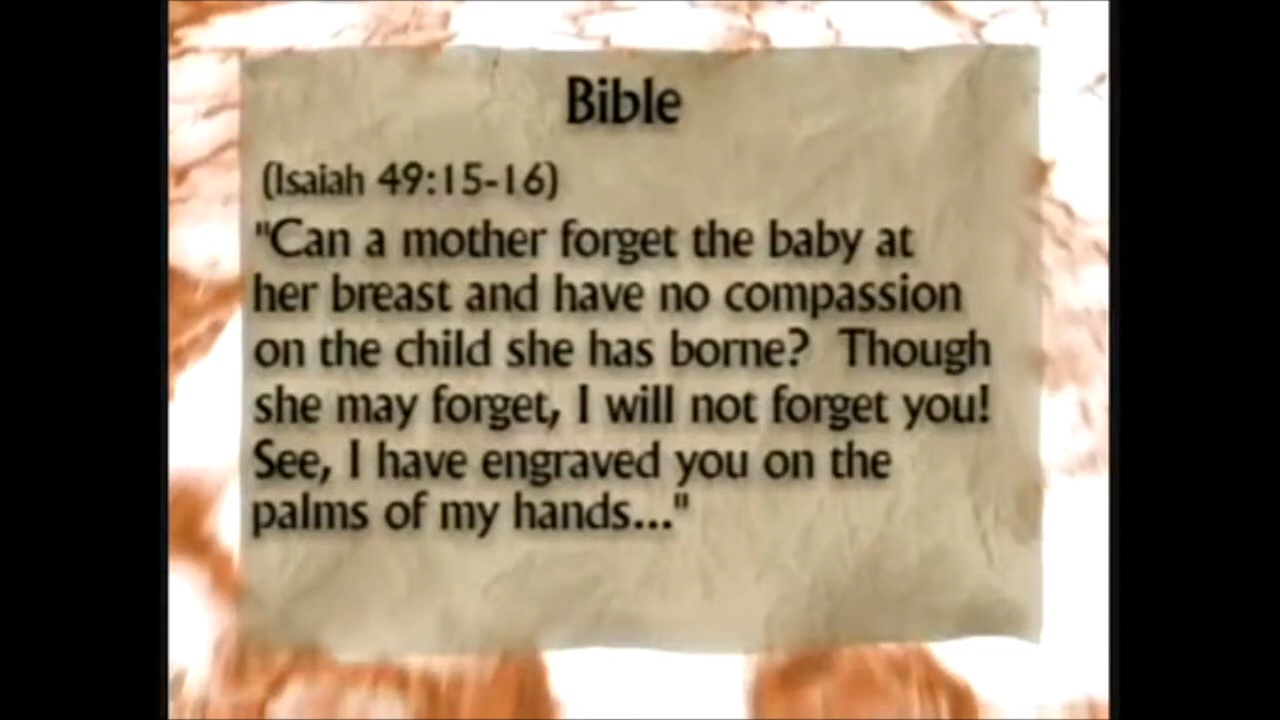 Bible
(Isaiah 49:15-16)
"Can a mother forget the baby at
her breast and have no compassion
on the child she has borne?  Though
she may forget, I will not forget you!
See, I have engraved you on the
palms of my hands..."